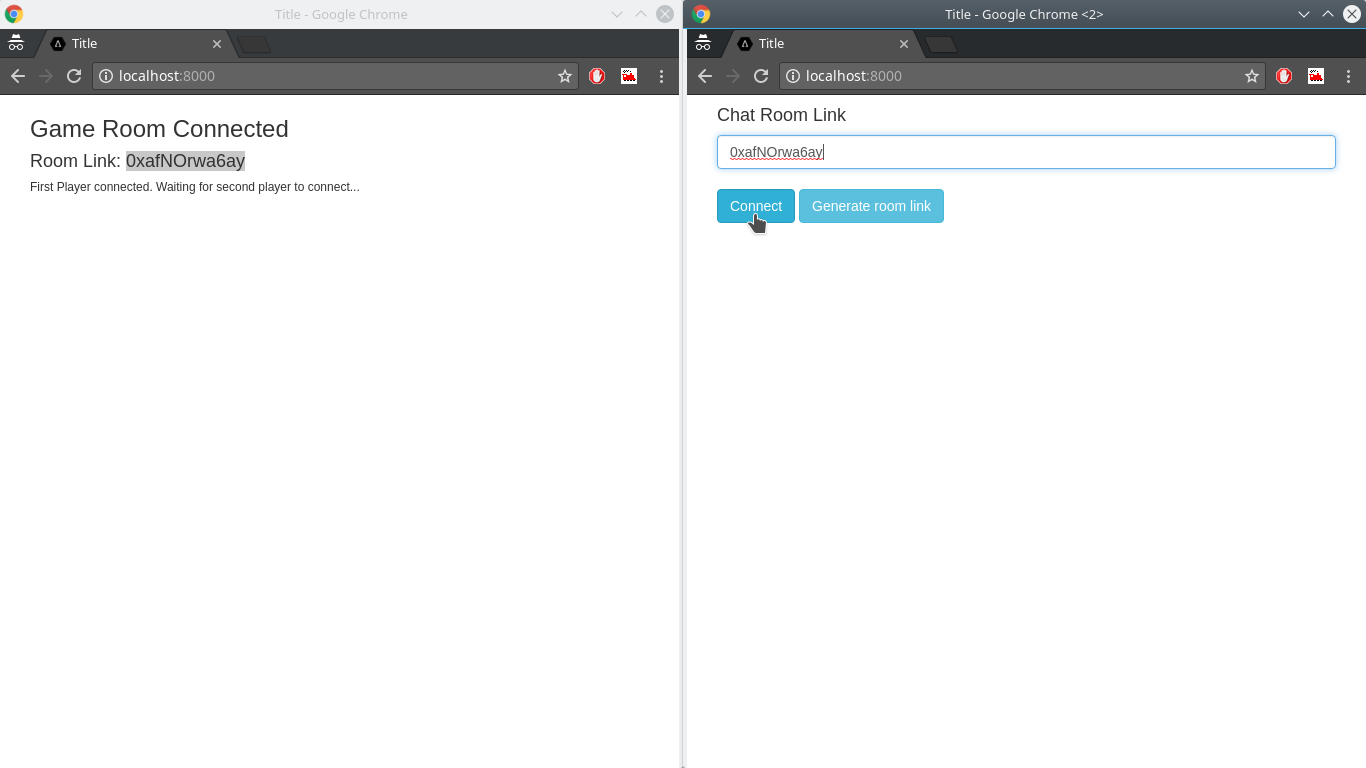 Title - Google Chrome
Title
localhost:8000
Game Room Connected
Room Link: 0xafNOrwa6ay
First Player connected. Waiting for second player to connect...
Title - Google Chrome <2>
Title
localhost:8000
Chat Room Link
0xafNOrwa6ay
Connect Generate room link